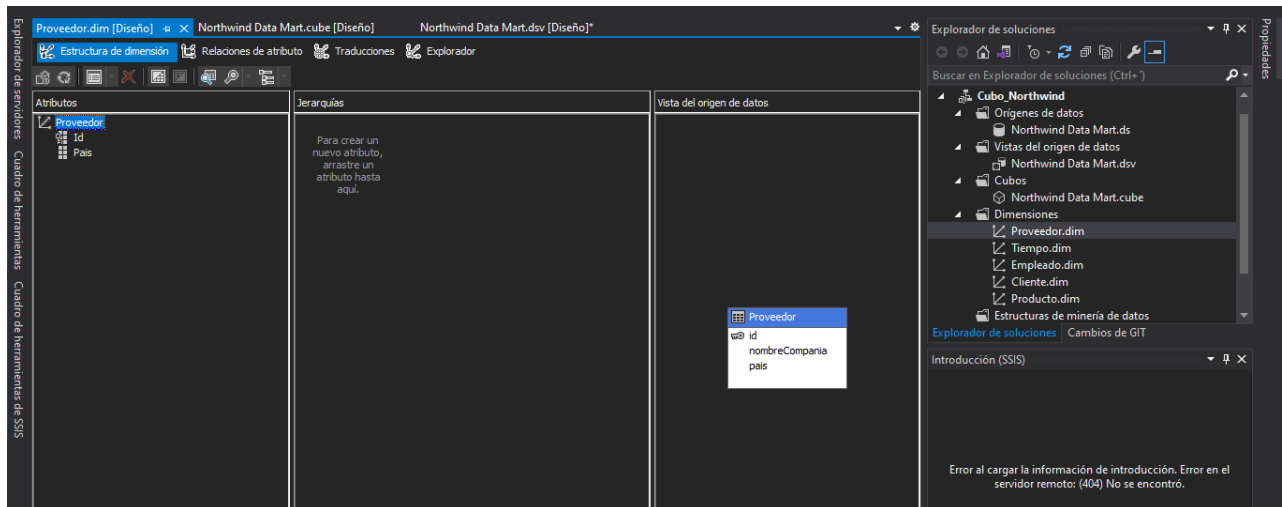 Explorador de servidores
Cuadro de herramientas
Cuadro de herramientas de SSIS
Proveedor.dim [Diseño]
Northwind Data Mart.cube [Diseño]
Northwind Data Mart.dsv [Diseño]*
Estructura de dimensión
Relaciones de atributo
Traducciones
Explorador
Atributos
Proveedor
Id
Pais
Jerarquías
Para crear un
nuevo atributo,
arrastre un
atributo hasta
aquí.
Vista del origen de datos
Proveedor
id
nombreCompania
pais
Explorador de soluciones
Buscar en Explorador de soluciones (Ctrl+´)
Cubo_Northwind
Orígenes de datos
Northwind Data Mart.ds
Vistas del origen de datos
Northwind Data Mart.dsv
Cubos
Northwind Data Mart.cube
Dimensiones
Proveedor.dim
Tiempo.dim
Empleado.dim
Cliente.dim
Producto.dim
Estructuras de minería de datos
Explorador de soluciones
Cambios de GIT
Introducción (SSIS)
Error al cargar la información de introducción. Error en el
servidor remoto: (404) No se encontró.
Propiedades